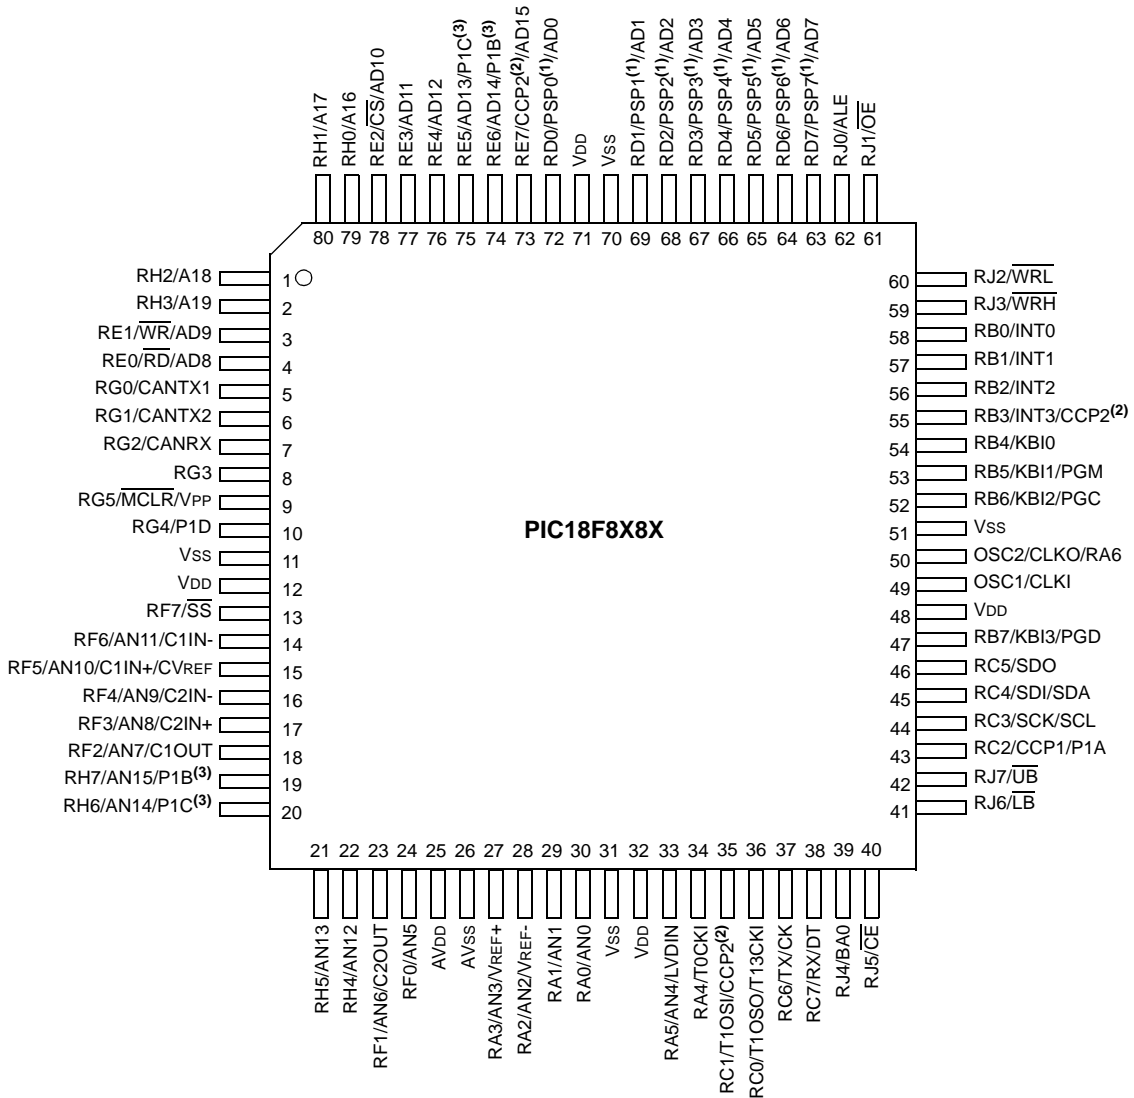 RH1/A17
RH0/A16
RE2/CS/AD10
RE3/AD11
RE4/AD12
RE5/AD13/P1C(3)
RE6/AD14/P1B(3)
RE7/CCP2(2)/AD15
RD0/PSP0(1)/AD0
VDD
VSS
RD1/PSP1(1)/AD1
RD2/PSP2(1)/AD2
RD3/PSP3(1)/AD3
RD4/PSP4(1)/AD4
RD5/PSP5(1)/AD5
RD6/PSP6(1)/AD6
RD7/PSP7(1)/AD7
RJ0/ALE
RJ1/OE
80 79 78 77 76 75 74 73 72 71 70 69 68 67 66 65 64 63 62 61
RH2/A18 1
RH3/A19 2
RE1/WR/AD9 3
RE0/RD/AD8 4
RG0/CANTX1 5
RG1/CANTX2 6
RG2/CANRX 7
RG3 8
RG5/MCLR/VPP 9
RG4/P1D 10
VSS 11
VDD 12
RF7/SS 13
RF6/AN11/C1IN- 14
RF5/AN10/C1IN+/CVREF 15
RF4/AN9/C2IN- 16
RF3/AN8/C2IN+ 17
RF2/AN7/C1OUT 18
RH7/AN15/P1B(3) 19
RH6/AN14/P1C(3) 20
PIC18F8X8X
60 RJ2/WRL
59 RJ3/WRH
58 RB0/INT0
57 RB1/INT1
56 RB2/INT2
55 RB3/INT3/CCP2(2)
54 RB4/KBI0
53 RB5/KBI1/PGM
52 RB6/KBI2/PGC
51 VSS
50 OSC2/CLKO/RA6
49 OSC1/CLKI
48 VDD
47 RB7/KBI3/PGD
46 RC5/SDO
45 RC4/SDI/SDA
44 RC3/SCK/SCL
43 RC2/CCP1/P1A
42 RJ7/UB
41 RJ6/LB
21 22 23 24 25 26 27 28 29 30 31 32 33 34 35 36 37 38 39 40
RH5/AN13
RH4/AN12
RF1/AN6/C2OUT
RF0/AN5
AVDD
AVSS
RA3/AN3/VREF+
RA2/AN2/VREF-
RA1/AN1
RA0/AN0
VSS
VDD
RA5/AN4/LVDIN
RA4/T0CKI
RC1/T1OSI/CCP2(2)
RC0/T1OSO/T13CKI
RC6/TX/CK
RC7/RX/DT
RJ4/BA0
RJ5/CE